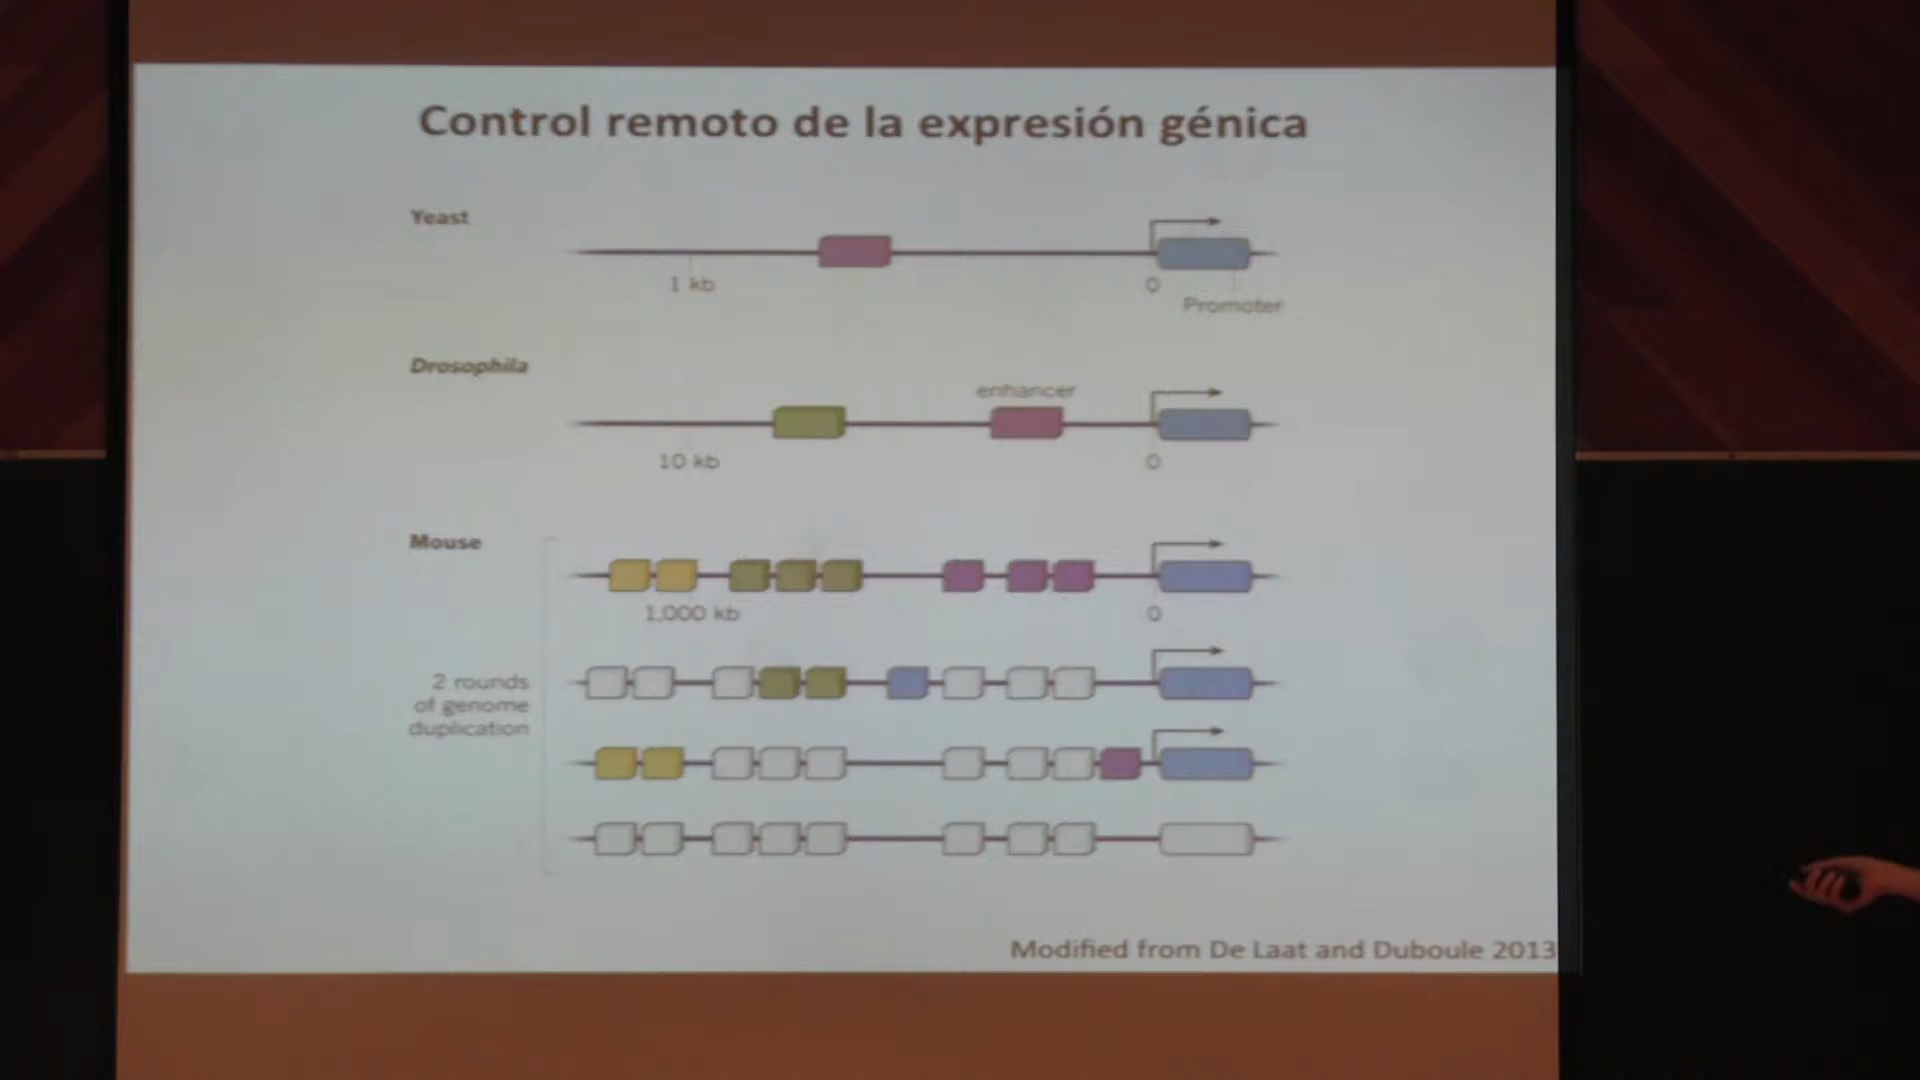 Control remoto de la expresión génica
Yeast
1 kb
0
Promoter
Drosophila
enhancer
10 kb
0
Mouse
1,000 kb
0
2 rounds
of genome
duplication
Modified from De Laat and Duboule 2013